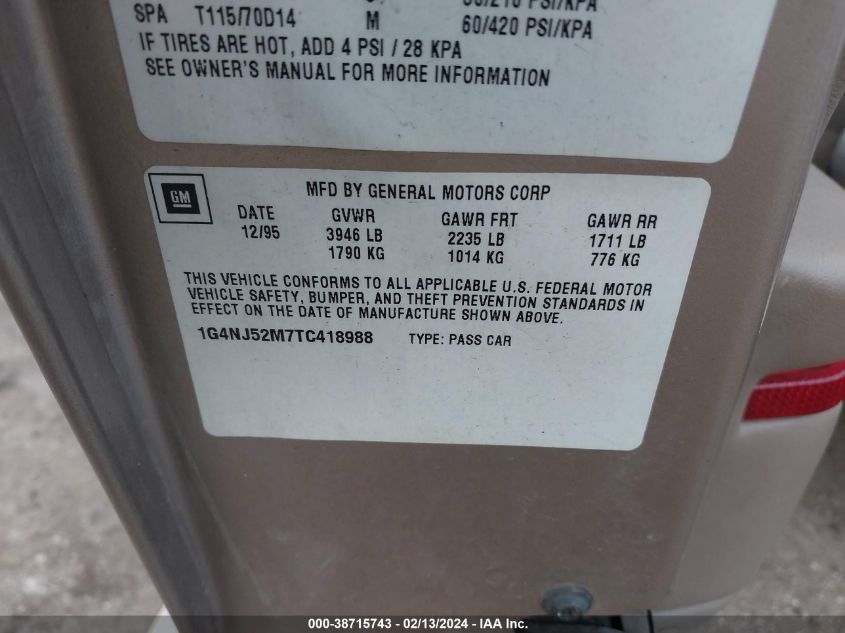 SPA T115/70D14 M 60/420 PSI/KPA
IF TIRES ARE HOT, ADD 4 PSI / 28 KPA
SEE OWNER'S MANUAL FOR MORE INFORMATION
GM
MFD BY GENERAL MOTORS CORP
DATE GVWR GAWR FRT GAWR RR
12/95 3946 LB 2235 LB 1711 LB
1790 KG 1014 KG 776 KG
THIS VEHICLE CONFORMS TO ALL APPLICABLE U.S. FEDERAL MOTOR
VEHICLE SAFETY, BUMPER, AND THEFT PREVENTION STANDARDS IN
EFFECT ON THE DATE OF MANUFACTURE SHOWN ABOVE.
1G4NJ52M7TC418988 TYPE: PASS CAR
000-38715743 / 02/13/2024 - IAA Inc.